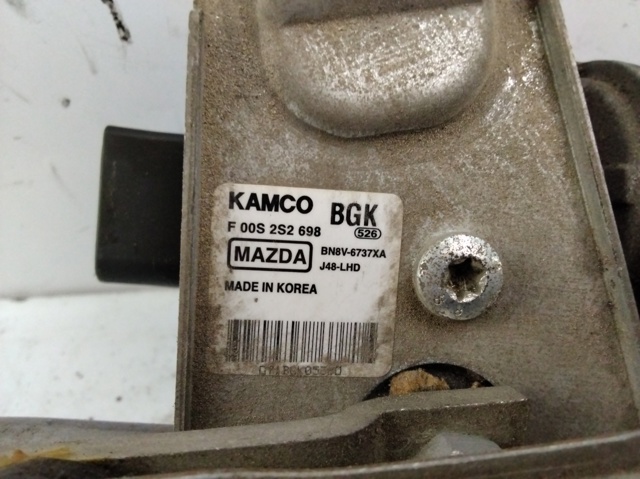 KAMCO BGK
F 00S 2S2 698 526
MAZDA BN8V-6737XA
J48-LHD
MADE IN KOREA